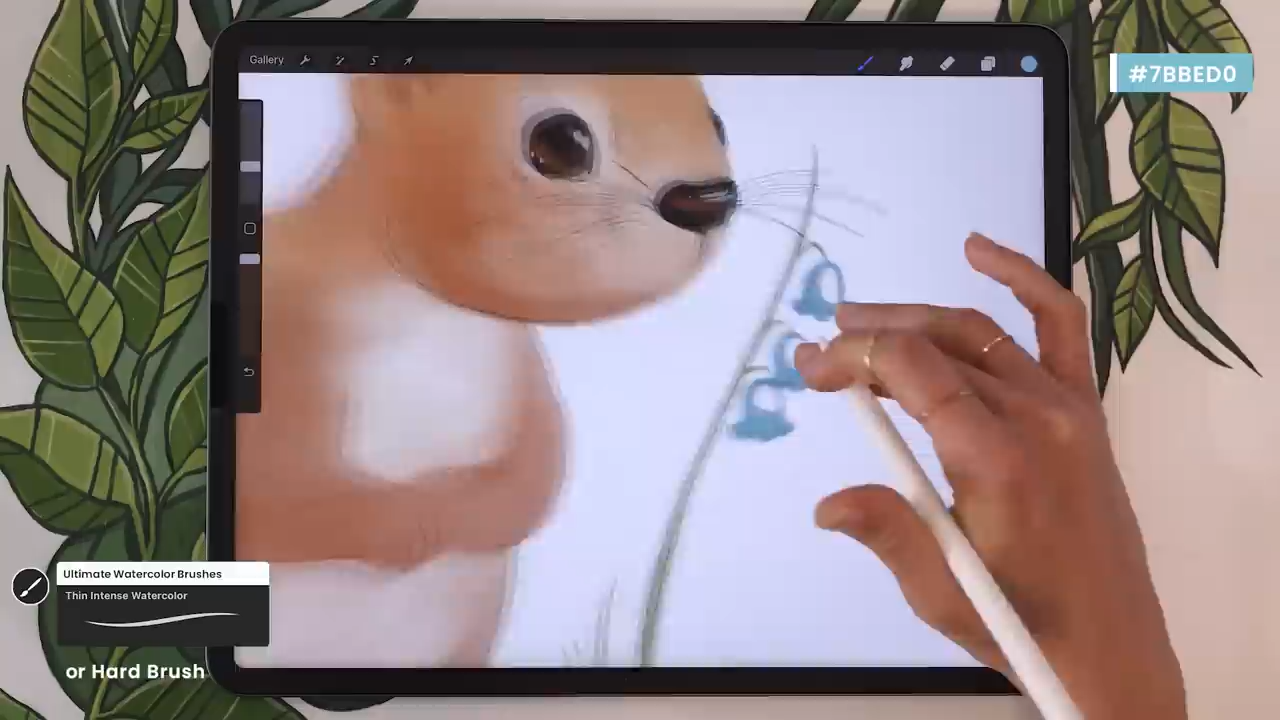 Gallery
#7BBED0
Ultimate Watercolor Brushes
Thin Intense Watercolor
or Hard Brush